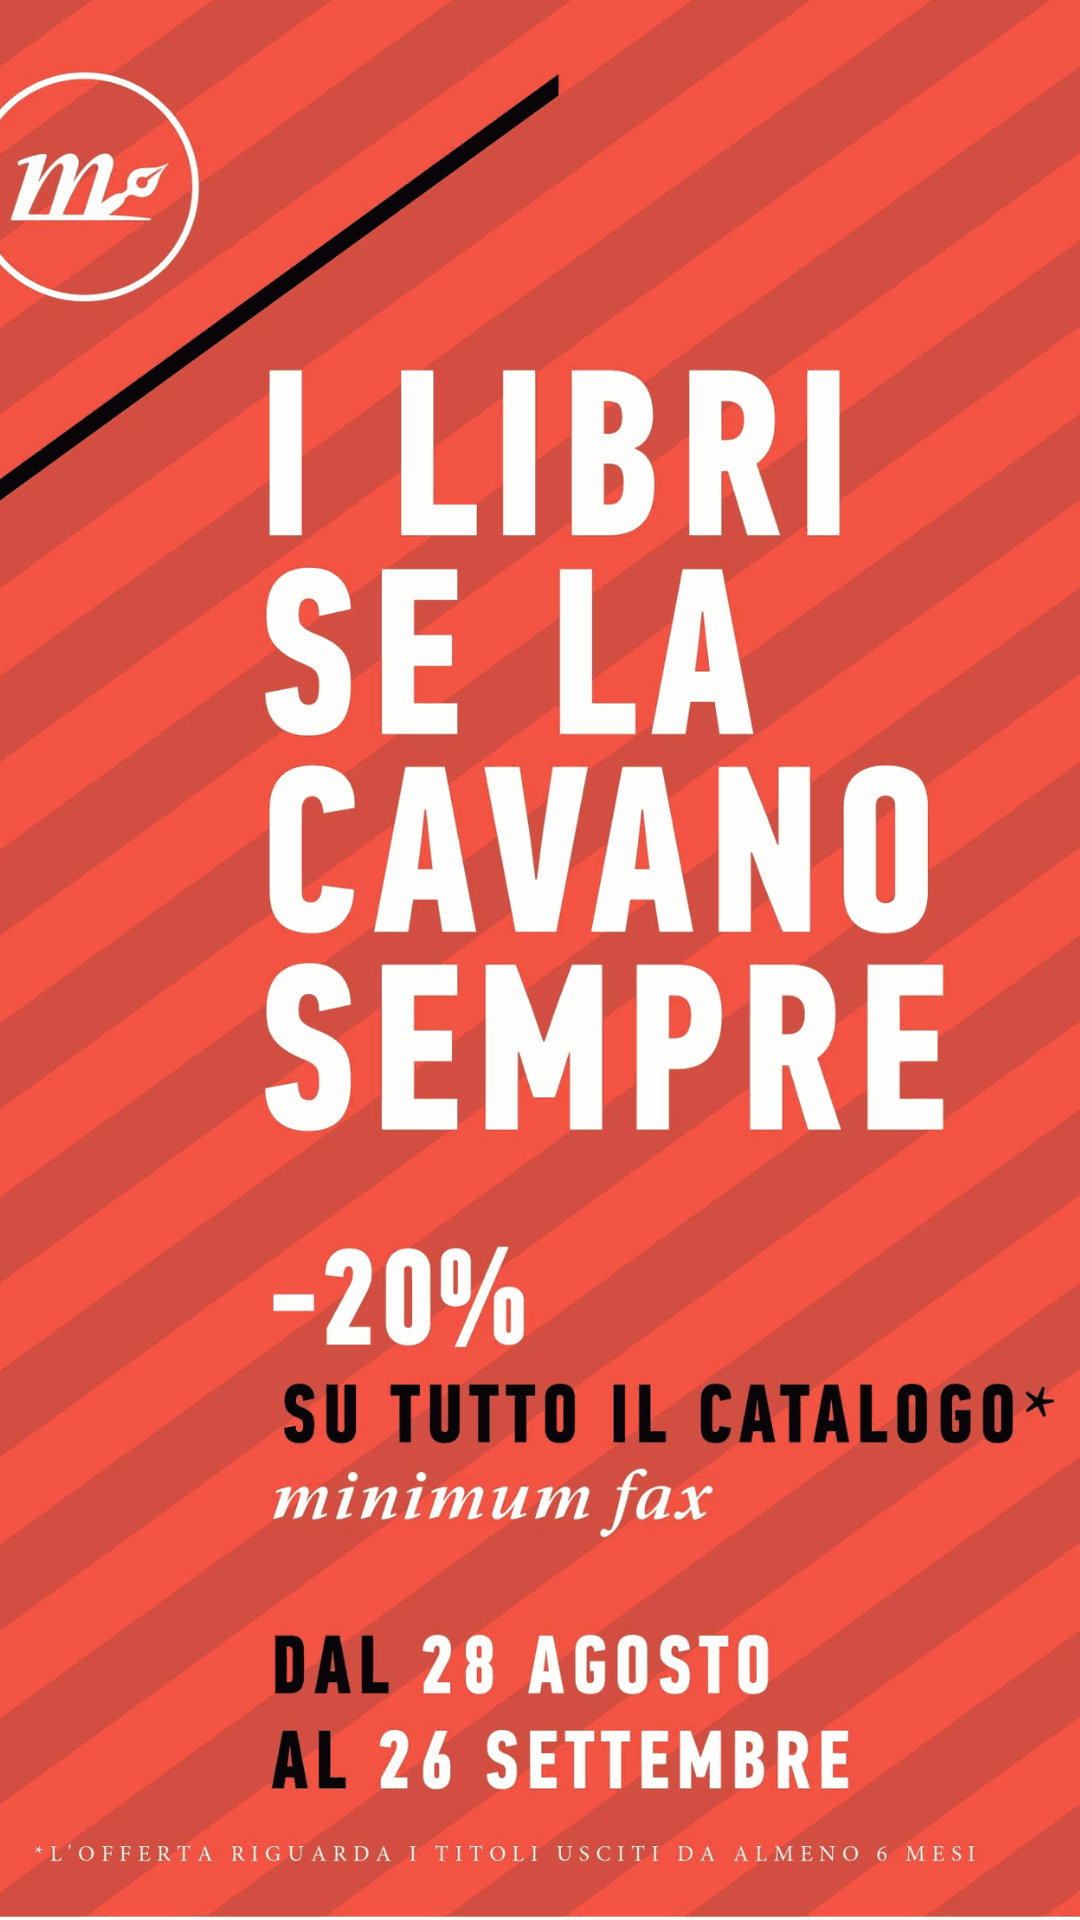 m
I LIBRI
SE LA
CAVANO
SEMPRE
-20%
SU TUTTO IL CATALOGO*
minimum fax
DAL 28 AGOSTO
AL 26 SETTEMBRE
*L'OFFERTA RIGUARDA I TITOLI USCITI DA ALMENO 6 MESI